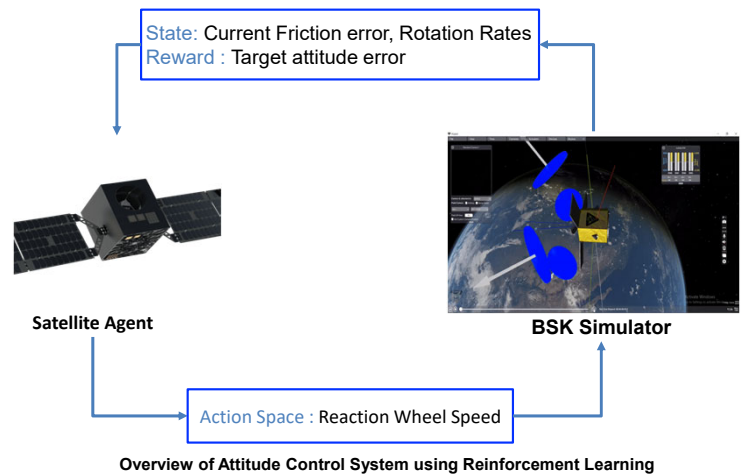 State: Current Friction error, Rotation Rates
Reward : Target attitude error
Satellite Agent
BSK Simulator
Action Space : Reaction Wheel Speed
Overview of Attitude Control System using Reinforcement Learning